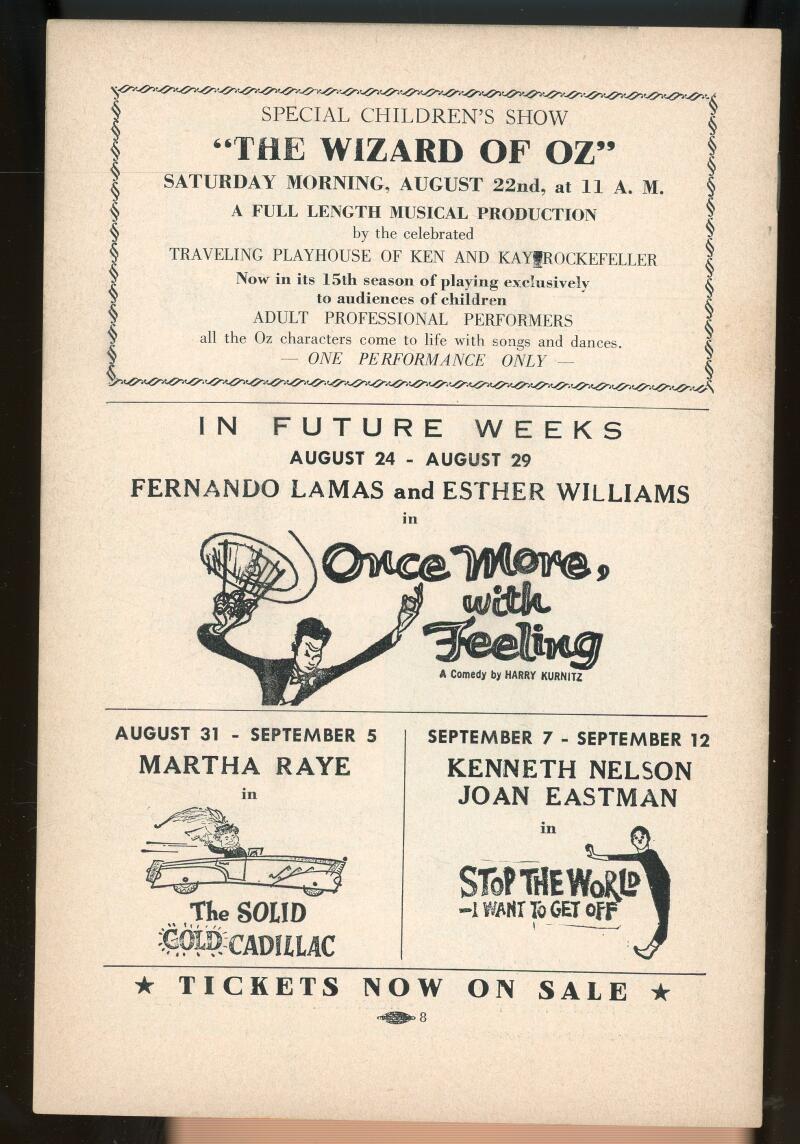 SPECIAL CHILDREN'S SHOW
"THE WIZARD OF OZ"
SATURDAY MORNING, AUGUST 22nd, at 11 A. M.
A FULL LENGTH MUSICAL PRODUCTION
by the celebrated
TRAVELING PLAYHOUSE OF KEN AND KAY ROCKEFELLER
Now in its 15th season of playing exclusively
to audiences of children
ADULT PROFESSIONAL PERFORMERS
all the Oz characters come to life with songs and dances.
— ONE PERFORMANCE ONLY —
IN FUTURE WEEKS
AUGUST 24 - AUGUST 29
FERNANDO LAMAS and ESTHER WILLIAMS
in
Once More,
with
Feeling
A Comedy by HARRY KURNITZ
AUGUST 31 - SEPTEMBER 5
MARTHA RAYE
in
The SOLID
GOLD CADILLAC
SEPTEMBER 7 - SEPTEMBER 12
KENNETH NELSON
JOAN EASTMAN
in
STOP THE WORLD
-I WANT TO GET OFF
★ TICKETS NOW ON SALE ★
8